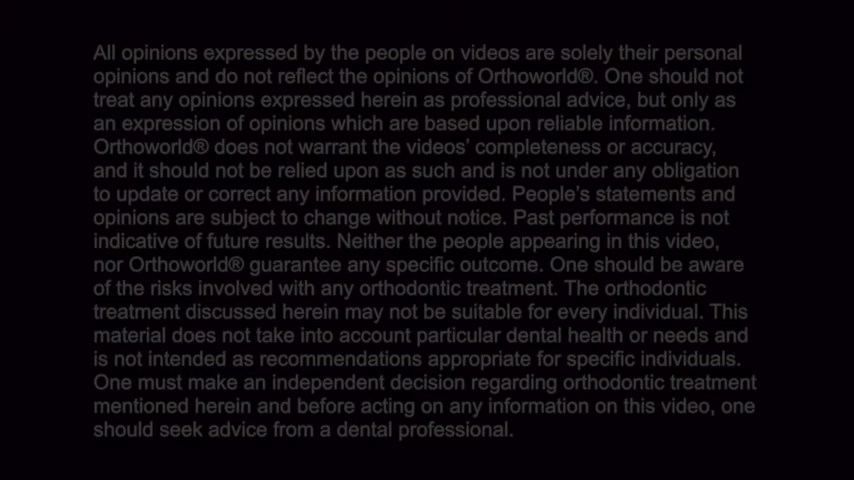 All opinions expressed by the people on videos are solely their personal
opinions and do not reflect the opinions of Orthoworld®. One should not
treat any opinions expressed herein as professional advice, but only as
an expression of opinions which are based upon reliable information.
Orthoworld® does not warrant the videos’ completeness or accuracy,
and it should not be relied upon as such and is not under any obligation
to update or correct any information provided. People’s statements and
opinions are subject to change without notice. Past performance is not
indicative of future results. Neither the people appearing in this video,
nor Orthoworld® guarantee any specific outcome. One should be aware
of the risks involved with any orthodontic treatment. The orthodontic
treatment discussed herein may not be suitable for every individual. This
material does not take into account particular dental health or needs and
is not intended as recommendations appropriate for specific individuals.
One must make an independent decision regarding orthodontic treatment
mentioned herein and before acting on any information on this video, one
should seek advice from a dental professional.